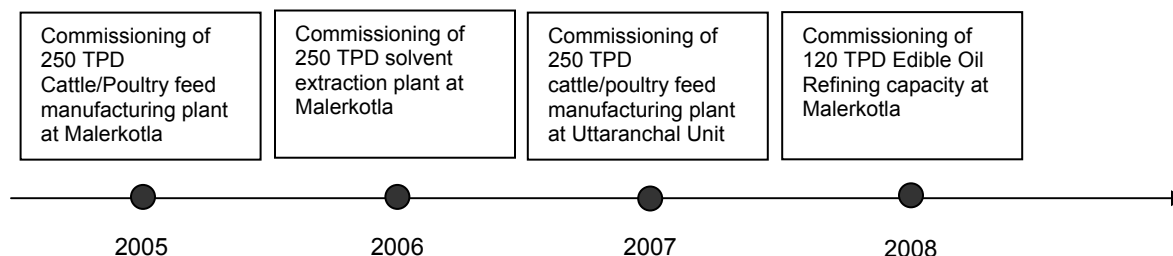 Commissioning of
250 TPD
Cattle/Poultry feed
manufacturing plant
at Malerkotla
Commissioning of
250 TPD solvent
extraction plant at
Malerkotla
Commissioning of
250 TPD
cattle/poultry feed
manufacturing plant
at Uttaranchal Unit
Commissioning of
120 TPD Edible Oil
Refining capacity at
Malerkotla
2005
2006
2007
2008